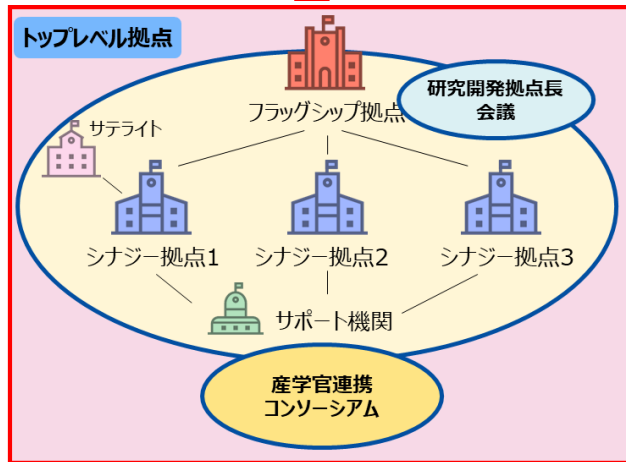 トップレベル拠点
研究開発拠点長
会議
フラッグシップ拠点
サテライト
シナジー拠点1
シナジー拠点2
シナジー拠点3
サポート機関
産学官連携
コンソーシアム